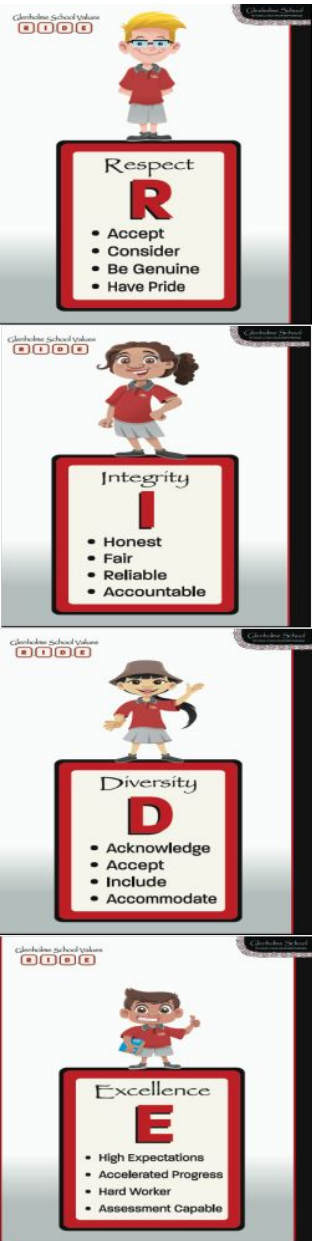 Glenholme School Values
Glenholme School
R I D E
Respect
R
• Accept
• Consider
• Be Genuine
• Have Pride
Glenholme School Values
Glenholme School
R I D E
Integrity
I
• Honest
• Fair
• Reliable
• Accountable
Glenholme School Values
Glenholme School
R I D E
Diversity
D
• Acknowledge
• Accept
• Include
• Accommodate
Glenholme School Values
Glenholme School
R I D E
Excellence
E
• High Expectations
• Accelerated Progress
• Hard Worker
• Assessment Capable